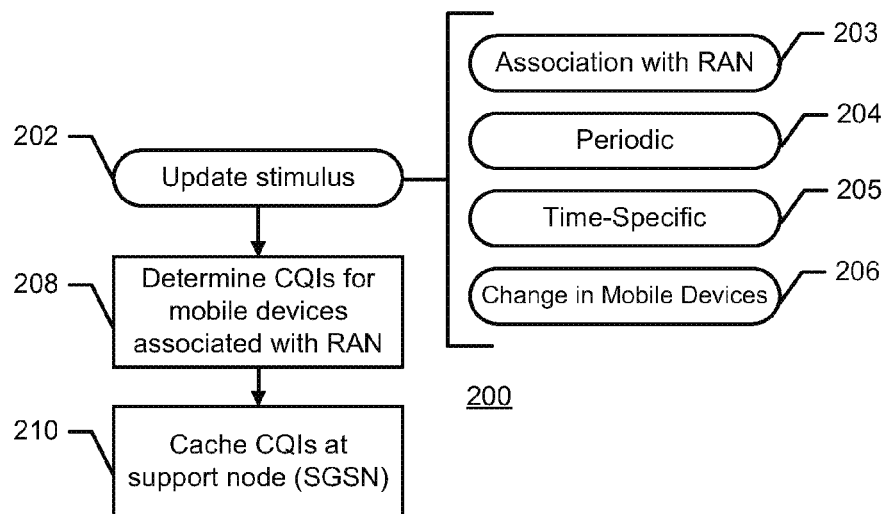 203
Association with RAN
204
Periodic
202
Update stimulus
205
Time-Specific
206
Change in Mobile Devices
208
Determine CQIs for
mobile devices
associated with RAN
200
210
Cache CQIs at
support node (SGSN)